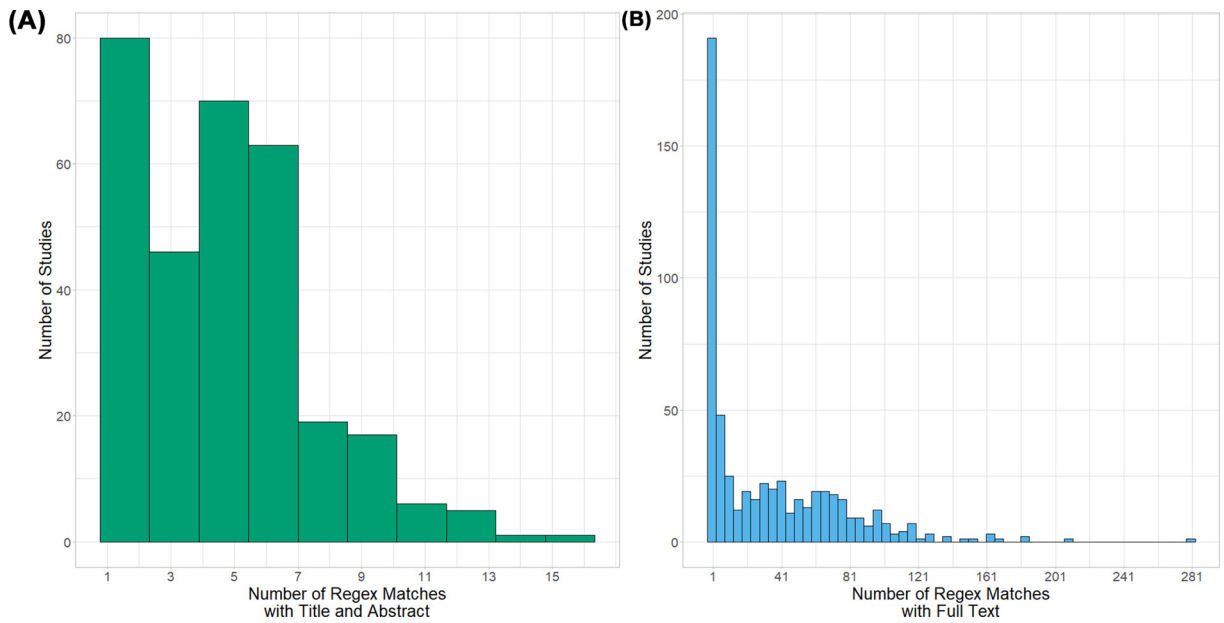 (A)
80
60
40
20
0
Number of Studies
1 3 5 7 9 11 13 15
Number of Regex Matches
with Title and Abstract
(B)
200
150
100
50
0
Number of Studies
1 41 81 121 161 201 241 281
Number of Regex Matches
with Full Text